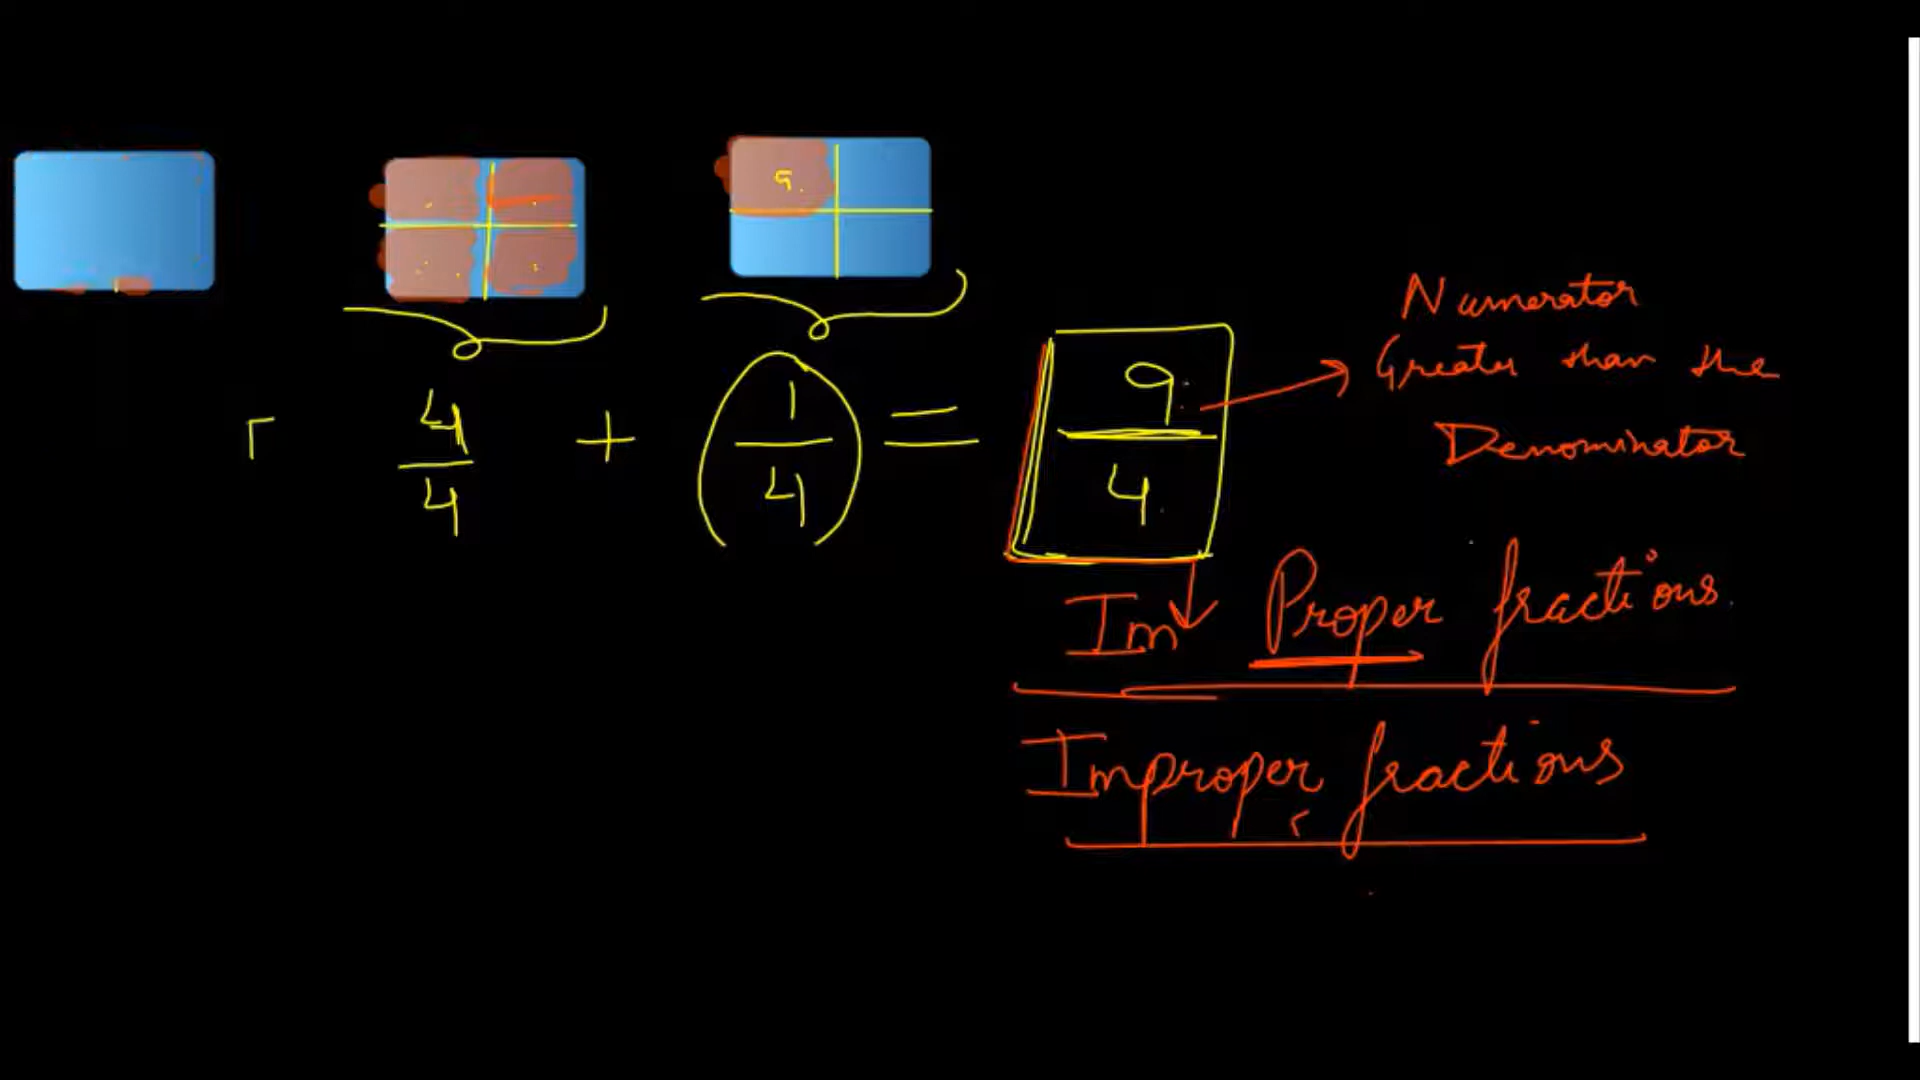 9.
4/4 + (1/4) = 9/4
Numerator
Greater than the
Denominator
Im Proper fractions.
Improper fractions